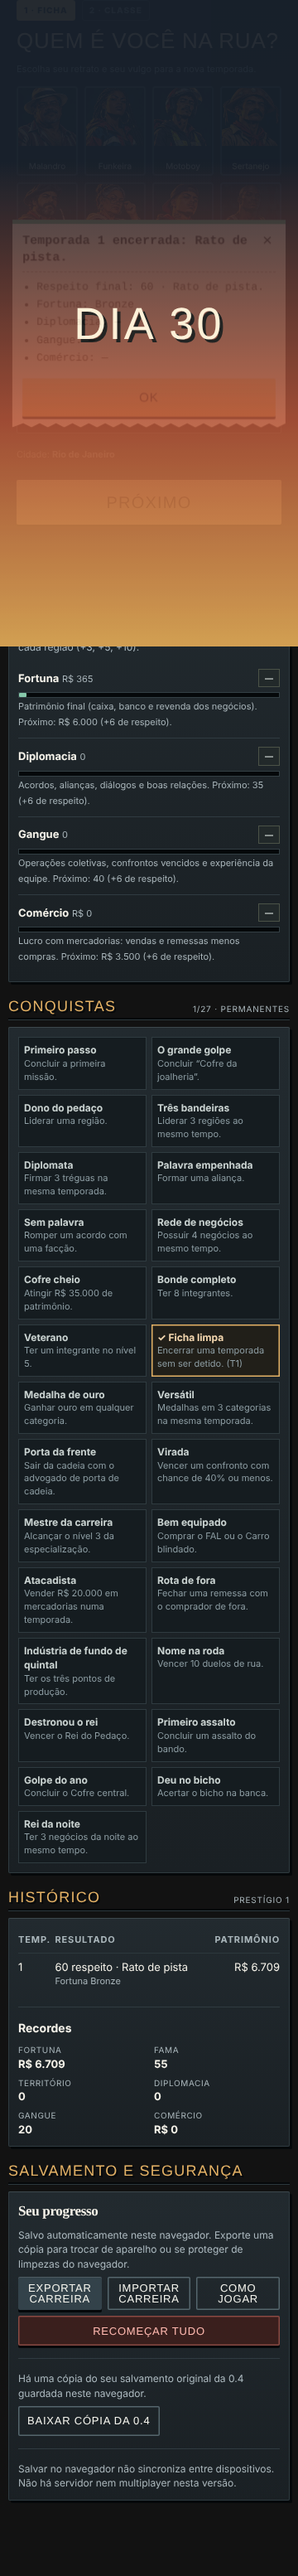 1 · FICHA
2 · CLASSE
QUEM É VOCÊ NA RUA?
Temporada 1 encerrada: Rato de ✕
pista.
• Respeito final: 60 · Rato de pista.
• Fortuna: Bronze
DIA 30
• Comércio: —
OK
Cidade: Rio de Janeiro
PRÓXIMO
cada região (+3, +5, +10).
Fortuna R$ 365 —
Patrimônio final (caixa, banco e revenda dos negócios).
Próximo: R$ 6.000 (+6 de respeito).
Diplomacia 0 —
Acordos, alianças, diálogos e boas relações. Próximo: 35
(+6 de respeito).
Gangue 0 —
Operações coletivas, confrontos vencidos e experiência da
equipe. Próximo: 40 (+6 de respeito).
Comércio R$ 0 —
Lucro com mercadorias: vendas e remessas menos
compras. Próximo: R$ 3.500 (+6 de respeito).
CONQUISTAS 1/27 · PERMANENTES
Primeiro passo
Concluir a primeira
missão.
O grande golpe
Concluir “Cofre da
joalheria”.
Dono do pedaço
Liderar uma região.
Três bandeiras
Liderar 3 regiões ao
mesmo tempo.
Diplomata
Firmar 3 tréguas na
mesma temporada.
Palavra empenhada
Formar uma aliança.
Sem palavra
Romper um acordo com
uma facção.
Rede de negócios
Possuir 4 negócios ao
mesmo tempo.
Cofre cheio
Atingir R$ 35.000 de
patrimônio.
Bonde completo
Ter 8 integrantes.
Veterano
Ter um integrante no nível
5.
✓ Ficha limpa
Encerrar uma temporada
sem ser detido. (T1)
Medalha de ouro
Ganhar ouro em qualquer
categoria.
Versátil
Medalhas em 3 categorias
na mesma temporada.
Porta da frente
Sair da cadeia com o
advogado de porta de
cadeia.
Virada
Vencer um confronto com
chance de 40% ou menos.
Mestre da carreira
Alcançar o nível 3 da
especialização.
Bem equipado
Comprar o FAL ou o Carro
blindado.
Atacadista
Vender R$ 20.000 em
mercadorias numa
temporada.
Rota de fora
Fechar uma remessa com
o comprador de fora.
Indústria de fundo de
quintal
Ter os três pontos de
produção.
Nome na roda
Vencer 10 duelos de rua.
Destronou o rei
Vencer o Rei do Pedaço.
Primeiro assalto
Concluir um assalto do
bando.
Golpe do ano
Concluir o Cofre central.
Deu no bicho
Acertar o bicho na banca.
Rei da noite
Ter 3 negócios da noite ao
mesmo tempo.
HISTÓRICO PRESTÍGIO 1
TEMP. RESULTADO PATRIMÔNIO
1 60 respeito · Rato de pista R$ 6.709
Fortuna Bronze
Recordes
FORTUNA
R$ 6.709
FAMA
55
TERRITÓRIO
0
DIPLOMACIA
0
GANGUE
20
COMÉRCIO
R$ 0
SALVAMENTO E SEGURANÇA
Seu progresso
Salvo automaticamente neste navegador. Exporte uma
cópia para trocar de aparelho ou se proteger de
limpezas do navegador.
EXPORTAR
CARREIRA
IMPORTAR
CARREIRA
COMO
JOGAR
RECOMEÇAR TUDO
Há uma cópia do seu salvamento original da 0.4
guardada neste navegador.
BAIXAR CÓPIA DA 0.4
Salvar no navegador não sincroniza entre dispositivos.
Não há servidor nem multiplayer nesta versão.